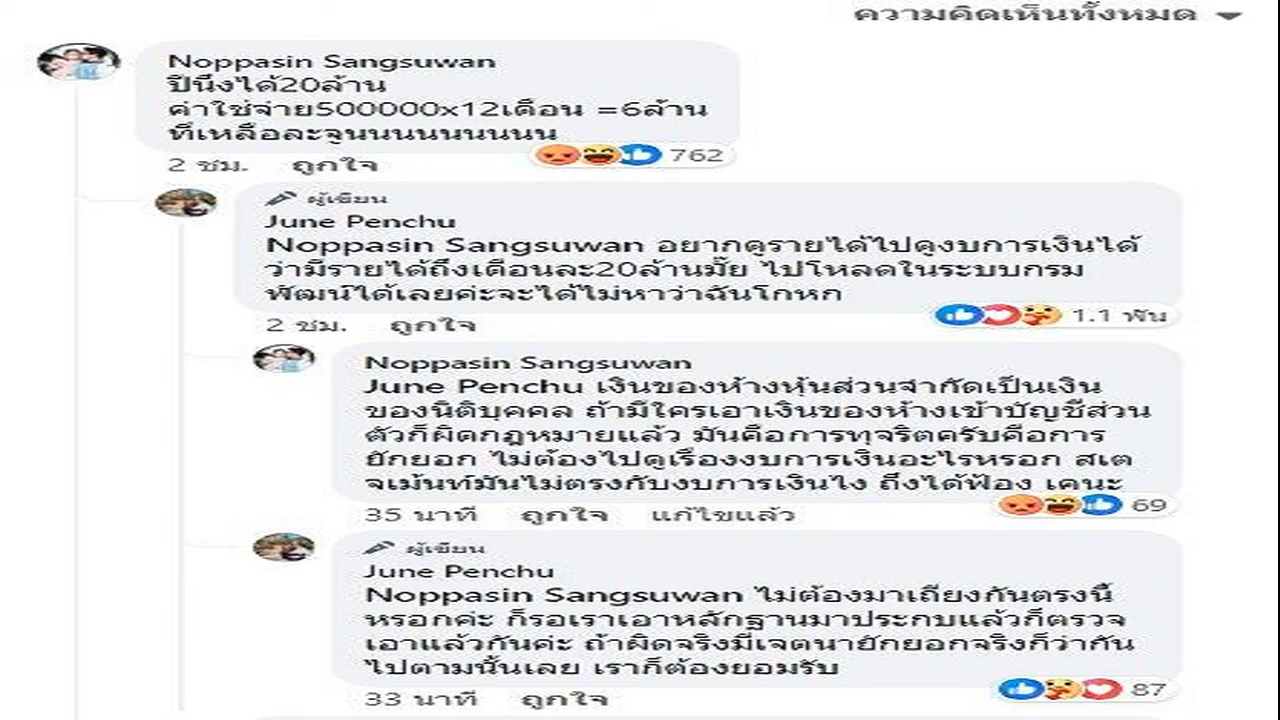 ความคิดเห็นทั้งหมด
Noppasin Sangsuwan
ปีนึงได้20ล้าน
ค่าใช่จ่าย500000x12เดือน =6ล้าน
ที่เหลือละจูนนนนนนนนนน
2 ชม. ถูกใจ 762
ผู้เขียน
June Penchu
Noppasin Sangsuwan อยากดูรายได้ไปดูงบการเงินได้
ว่ามีรายได้ถึงเดือนละ20ล้านมั๊ย ไปโหลดในระบบกรม
พัฒน์ได้เลยค่ะจะได้ไม่หาว่าฉันโกหก
2 ชม. ถูกใจ 1.1 พัน
Noppasin Sangsuwan
June Penchu เงินของห้างหุ้นส่วนจำกัดเป็นเงิน
ของนิติบุคคล ถ้ามีใครเอาเงินของห้างเข้าบัญชีส่วน
ตัวก็ผิดกฎหมายแล้ว มันคือการทุจริตครับคือการ
ยักยอก ไม่ต้องไปดูเรื่องงบการเงินอะไรหรอก สเต
จเม้นท์มันไม่ตรงกับงบการเงินไง ถึงได้ฟ้อง เคนะ
35 นาที ถูกใจ แก้ไขแล้ว 69
ผู้เขียน
June Penchu
Noppasin Sangsuwan ไม่ต้องมาเถียงกันตรงนี้
หรอกค่ะ ก็รอเราเอาหลักฐานมาประกบแล้วก็ตรวจ
เอาแล้วกันค่ะ ถ้าผิดจริงมีเจตนายักยอกจริงก็ว่ากัน
ไปตามนั้นเลย เราก็ต้องยอมรับ
33 นาที ถูกใจ 87